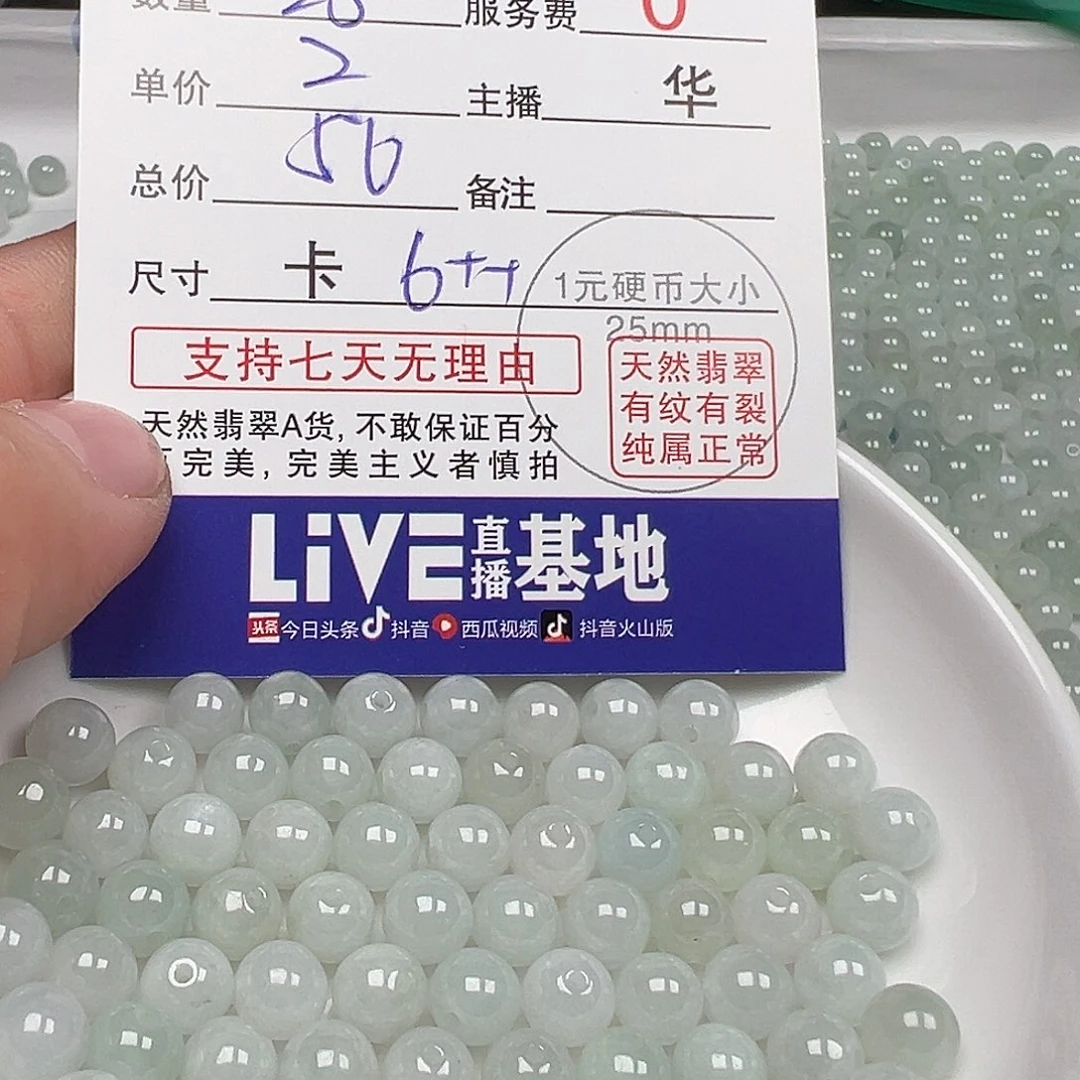 数量 28 服务费 0
单价 2 主播 华
总价 56 备注
尺寸 卡 6++
1元硬币大小
25mm
支持七天无理由
天然翡翠
有纹有裂
纯属正常
天然翡翠A货, 不敢保证百分
完美, 完美主义者慎拍
LiVE 直播 基地
头条 今日头条 抖音 西瓜视频 抖音火山版